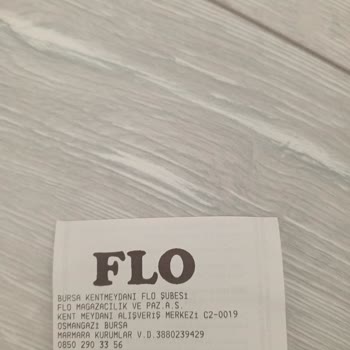 FLO
BURSA KENTMEYDANI FLO ŞUBESi
FLO MAĞAZACILIK VE PAZ.A.S.
KENT MEYDANI ALIŞVERiŞ MERKEZi C2-0019
OSMANGAZi BURSA
MARMARA KURUMLAR V.D.3880239429
0850 290 33 56